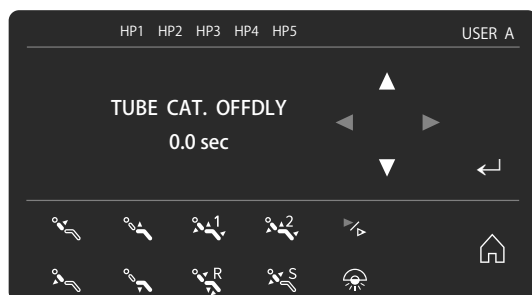 HP1 HP2 HP3 HP4 HP5 USER A
TUBE CAT. OFFDLY
0.0 sec
1 2
R S